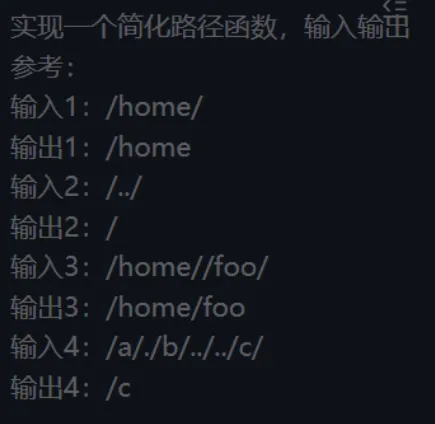 实现一个简化路径函数，输入输出
参考：
输入1：/home/
输出1：/home
输入2：/../
输出2：/
输入3：/home//foo/
输出3：/home/foo
输入4：/a/./b/../../c/
输出4：/c